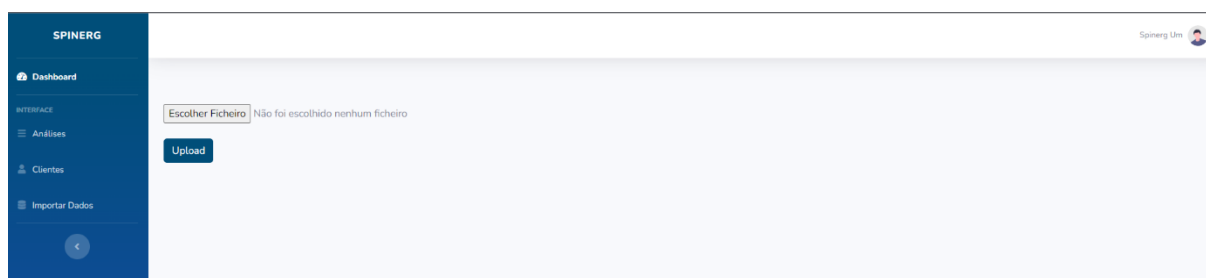 SPINERG
Spinerg Um
Dashboard
INTERFACE
Escolher Ficheiro Não foi escolhido nenhum ficheiro
Análises
Upload
Clientes
Importar Dados